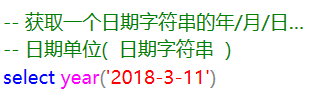 -- 获取一个日期字符串的年/月/日...
-- 日期单位( 日期字符串 )
select year('2018-3-11')